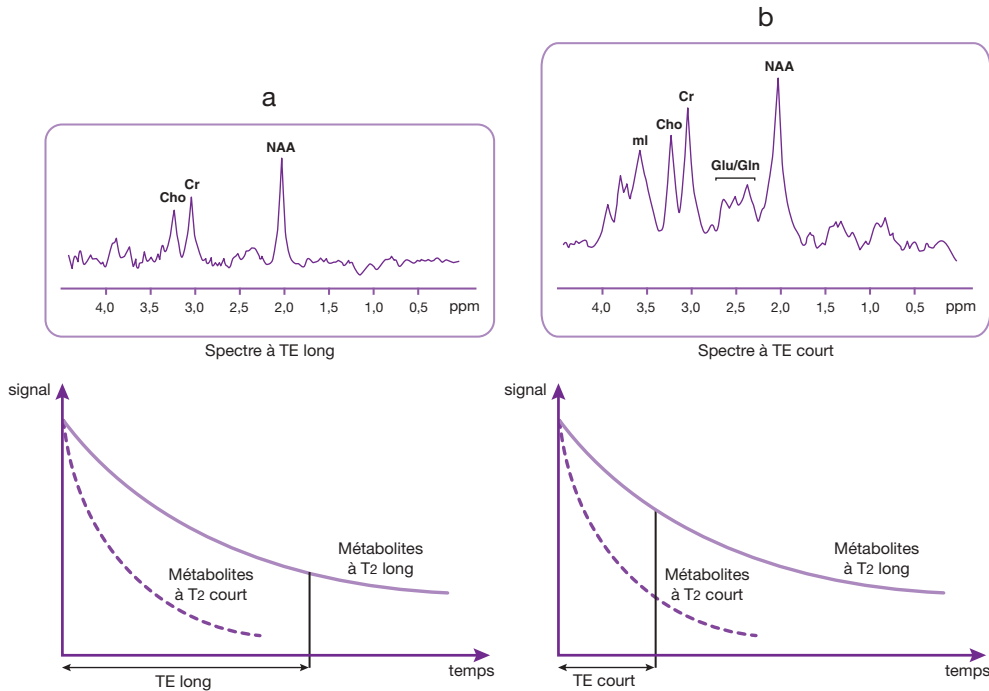 a
NAA
Cr
Cho
4,0 3,5 3,0 2,5 2,0 1,5 1,0 0,5 ppm
Spectre à TE long
b
NAA
Cr
Cho
mI
Glu/Gln
4,0 3,5 3,0 2,5 2,0 1,5 1,0 0,5 ppm
Spectre à TE court
signal
Métabolites
à T2 long
Métabolites
à T2 court
temps
TE long
signal
Métabolites
à T2 long
Métabolites
à T2 court
temps
TE court